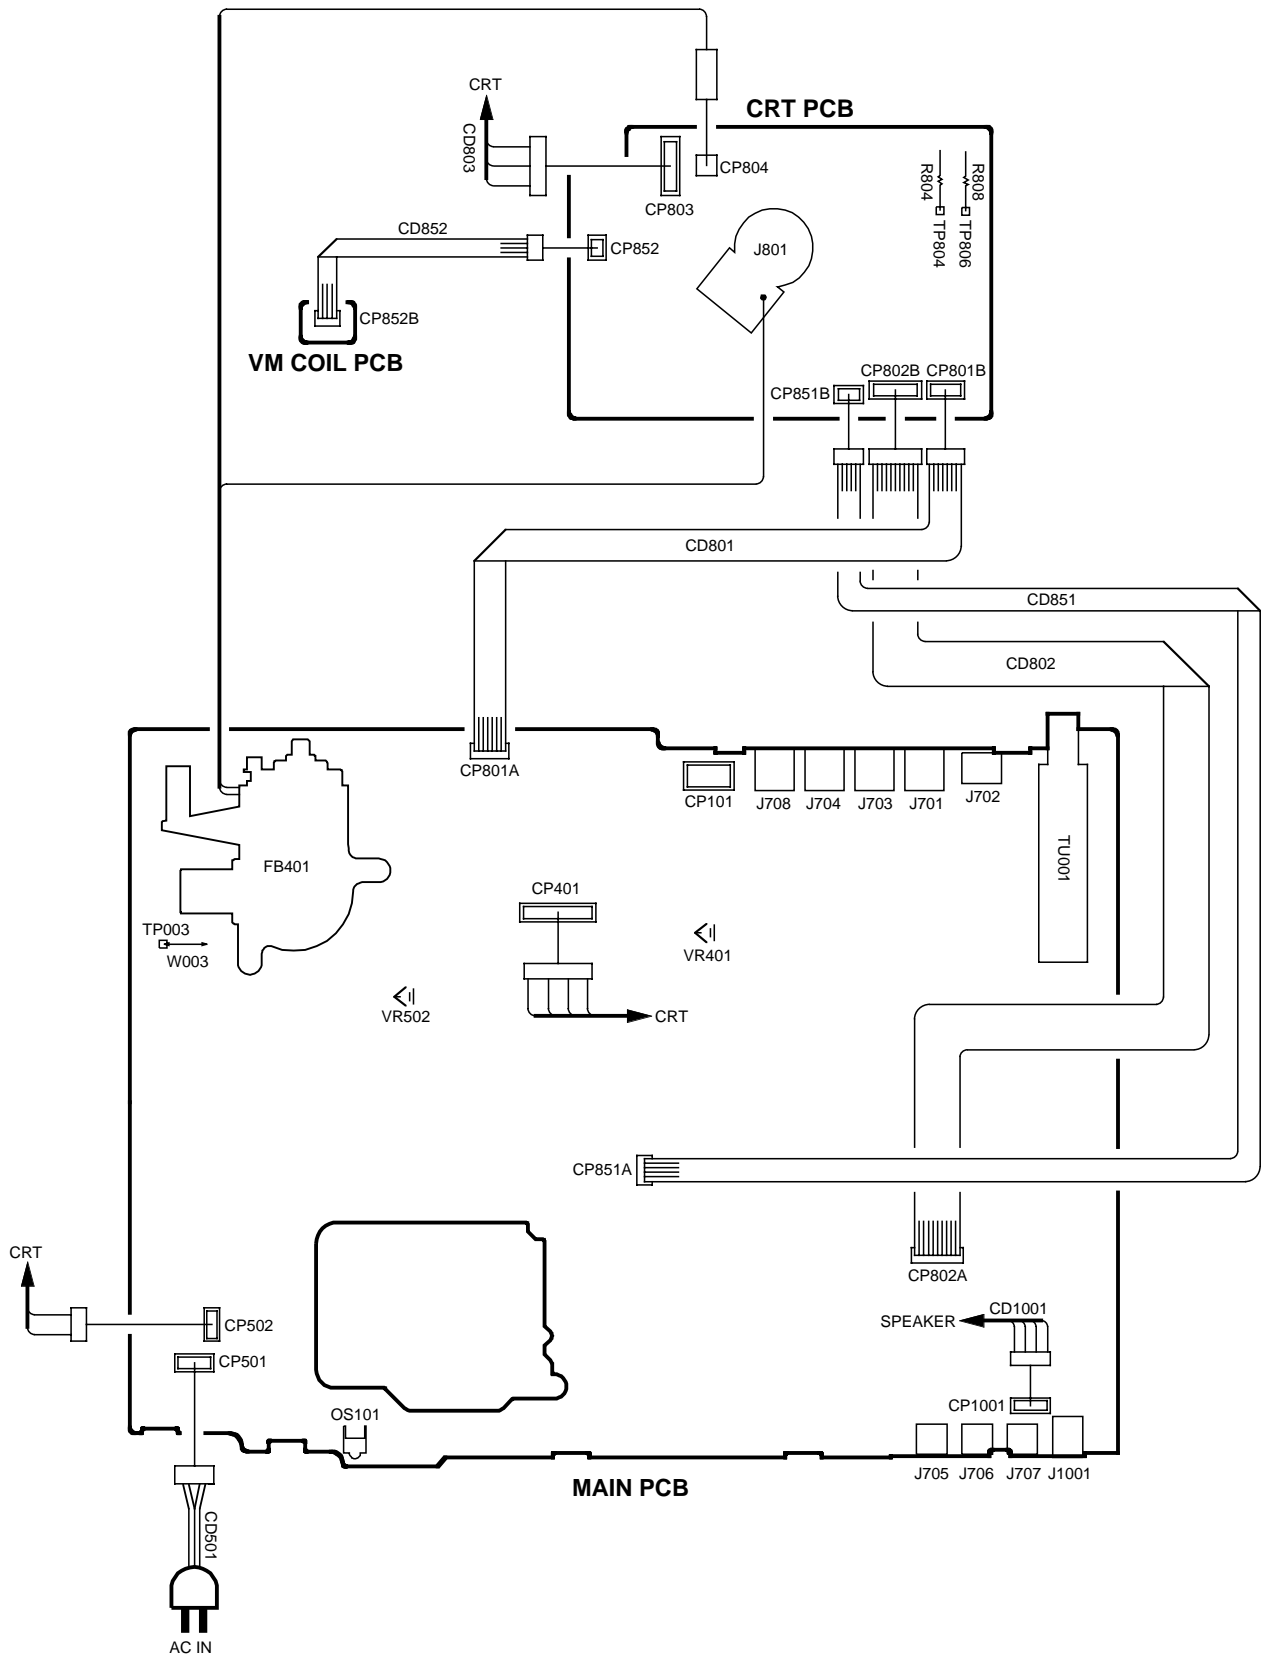 CRT
CD803
CRT PCB
CP804
CP803
R804
R808
TP804
TP806
CD852
CP852
J801
CP852B
VM COIL PCB
CP851B
CP802B
CP801B
CD801
CD851
CD802
CP801A
CP101
J708
J704
J703
J701
J702
TU001
FB401
CP401
TP003
W003
VR401
VR502
CRT
CP851A
CRT
CP802A
CP502
SPEAKER
CD1001
CP501
CP1001
OS101
J705
J706
J707
J1001
MAIN PCB
CD501
AC IN